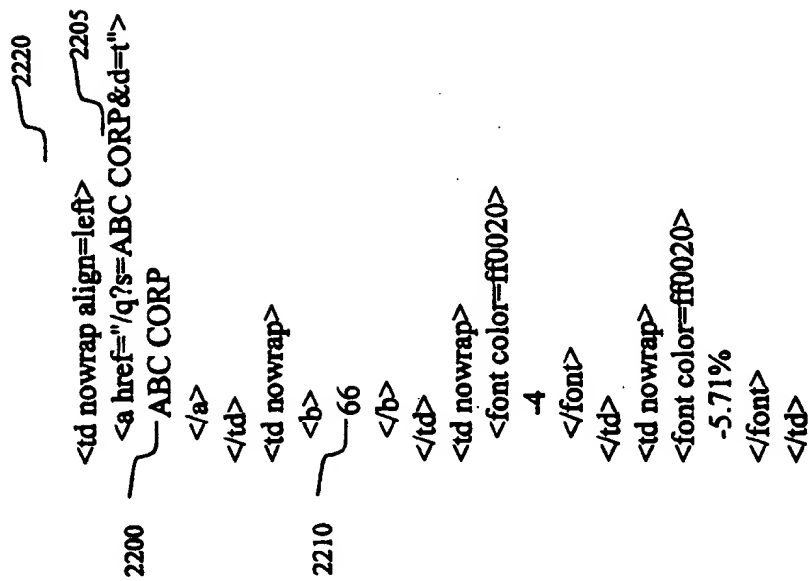 2220
<td nowrap align=left>
2205
<a href="/q?s=ABC CORP&d=t">
2200
ABC CORP
</a>
</td>
<td nowrap>
<b>
2210
66
</b>
</td>
<td nowrap>
<font color=ff0020>
-4
</font>
</td>
<td nowrap>
<font color=ff0020>
-5.71%
</font>
</td>